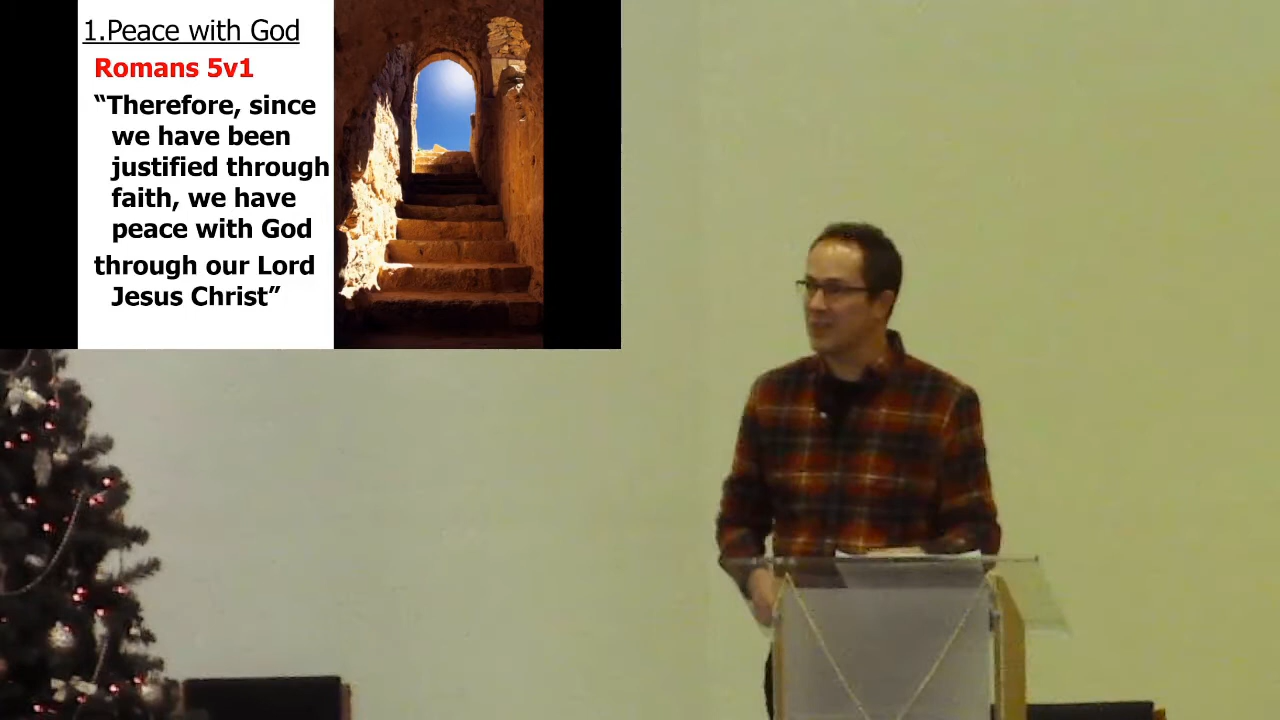 1.Peace with God
Romans 5v1
“Therefore, since
we have been
justified through
faith, we have
peace with God
through our Lord
Jesus Christ”